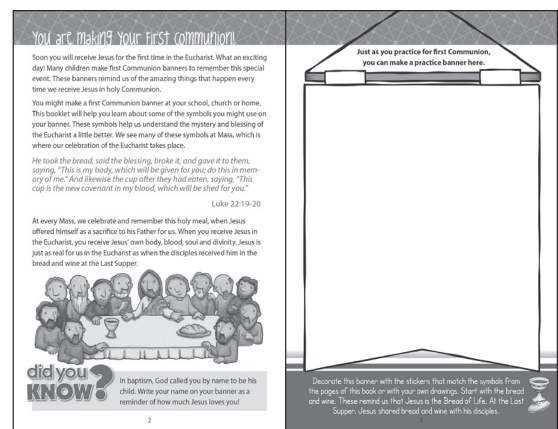 You are making your first Communion!
Soon you will receive Jesus for the first time in the Eucharist. What an exciting
day! Many children make first Communion banners to remember this special
event. These banners remind us of the amazing things that happen every
time we receive Jesus in holy Communion.
You might make a first Communion banner at your school, church or home.
This booklet will help you learn about some of the symbols you might use on
your banner. These symbols help us understand the mystery and blessing of
the Eucharist a little better. We see many of these symbols at Mass, which is
where our celebration of the Eucharist takes place.
He took the bread, said the blessing, broke it, and gave it to them,
saying, "This is my body, which will be given for you; do this in mem-
ory of me." And likewise the cup after they had eaten, saying, "This
cup is the new covenant in my blood, which will be shed for you."
Luke 22:19-20
At every Mass, we celebrate and remember this holy meal, when Jesus
offered himself as a sacrifice to his Father for us. When you receive Jesus in
the Eucharist, you receive Jesus' own body, blood, soul and divinity. Jesus is
just as real for us in the Eucharist as when the disciples received him in the
bread and wine at the Last Supper.
did you
KNOW?
In baptism, God called you by name to be his
child. Write your name on your banner as a
reminder of how much Jesus loves you!
2
Just as you practice for first Communion,
you can make a practice banner here.
Decorate this banner with the stickers that match the symbols from
the pages of this book or with your own drawings. Start with the bread
and wine. These remind us that Jesus is the Bread of Life. At the Last
Supper, Jesus shared bread and wine with his disciples.
3